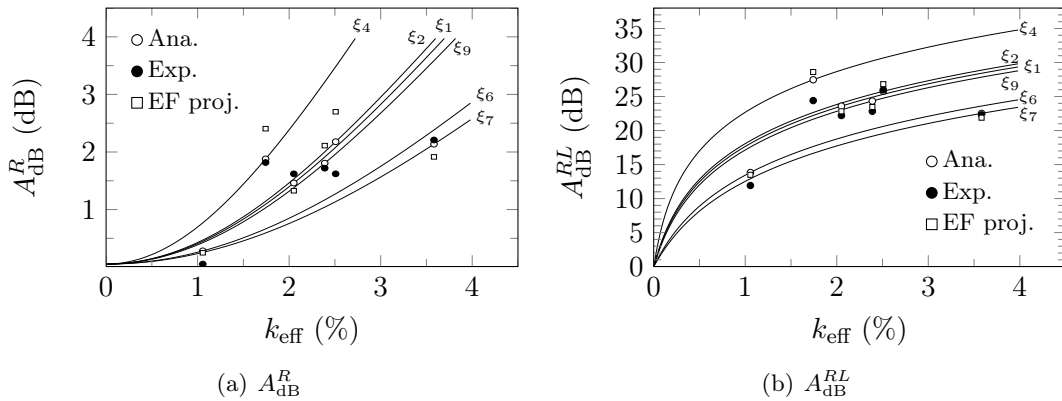 4
3
2
1
0
1
2
3
4
A^R_dB (dB)
k_eff (%)
Ana.
Exp.
EF proj.
ξ4
ξ1
ξ2
ξ9
ξ6
ξ7
(a) A^R_dB
35
30
25
20
15
10
5
0
0
1
2
3
4
A^RL_dB (dB)
k_eff (%)
ξ4
ξ2
ξ1
ξ9
ξ6
ξ7
Ana.
Exp.
EF proj.
(b) A^RL_dB